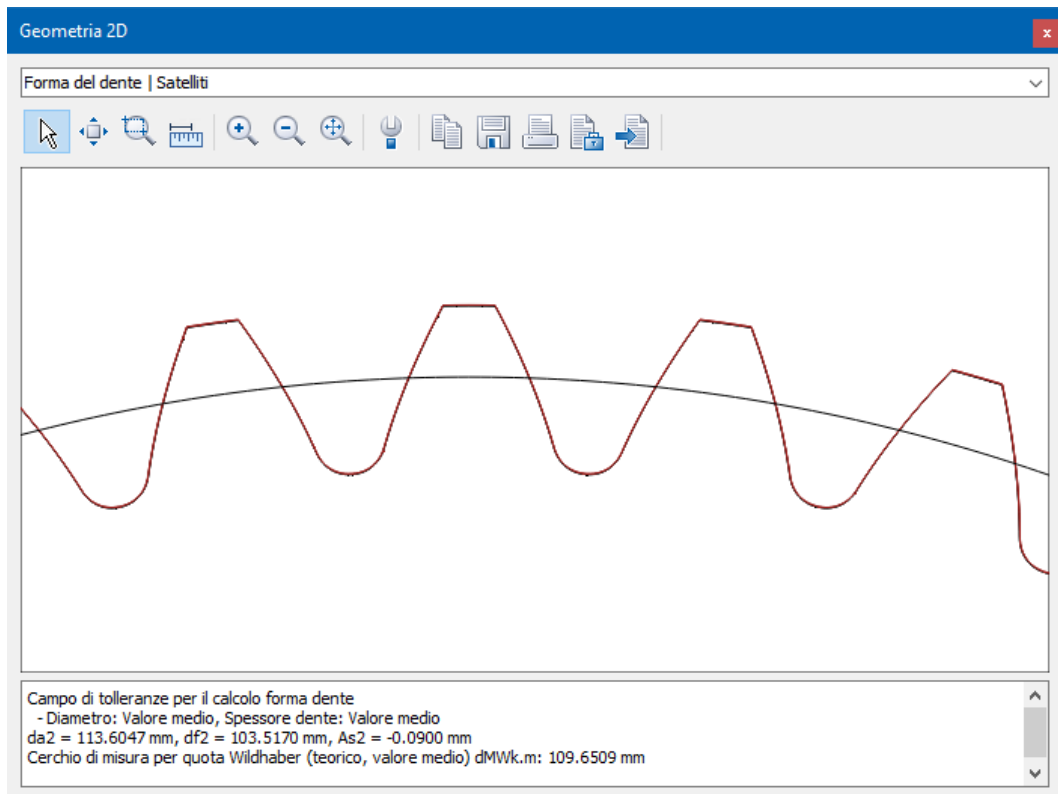 Geometria 2D
x
Forma del dente | Satelliti
Campo di tolleranze per il calcolo forma dente
- Diametro: Valore medio, Spessore dente: Valore medio
da2 = 113.6047 mm, df2 = 103.5170 mm, As2 = -0.0900 mm
Cerchio di misura per quota Wildhaber (teorico, valore medio) dMWk.m: 109.6509 mm